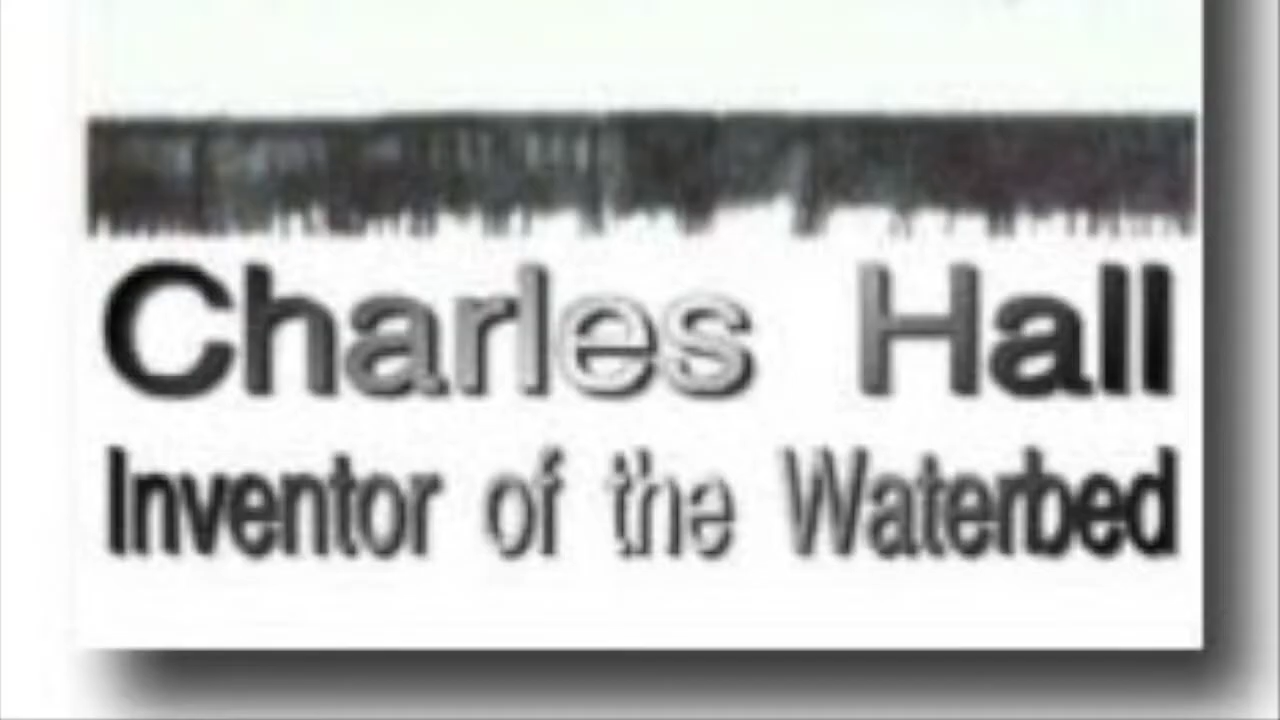 Charles Hall
Inventor of the Waterbed